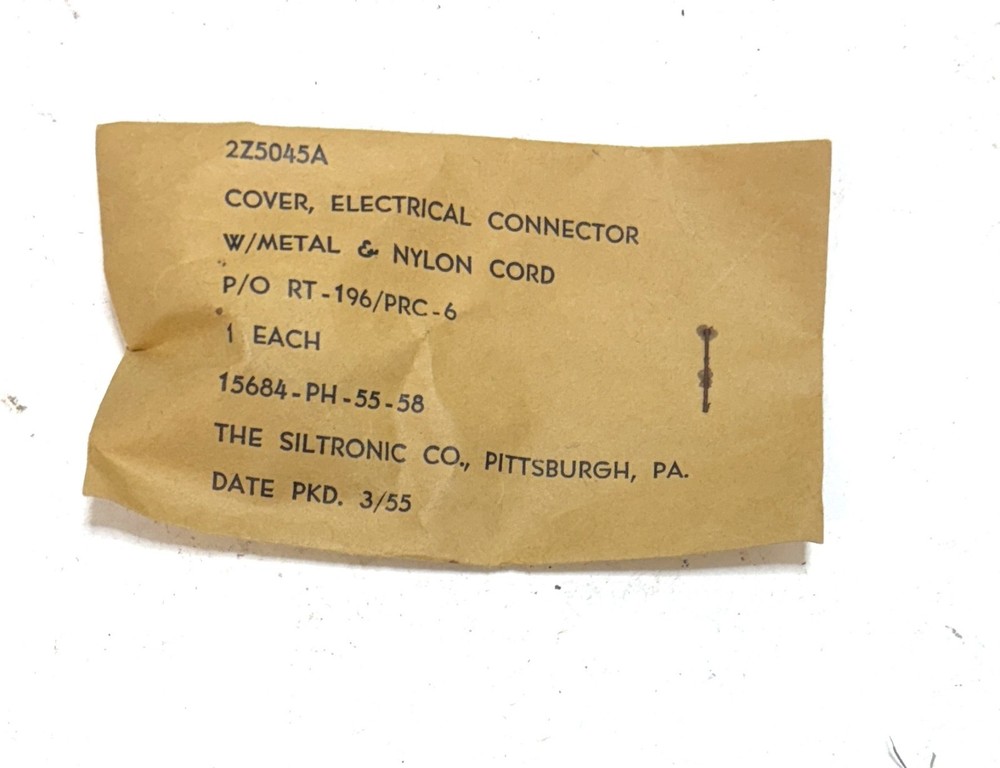 2Z5045A
COVER, ELECTRICAL CONNECTOR
W/METAL & NYLON CORD
P/O RT-196/PRC-6
1 EACH
15684-PH-55-58
THE SILTRONIC CO., PITTSBURGH, PA.
DATE PKD. 3/55